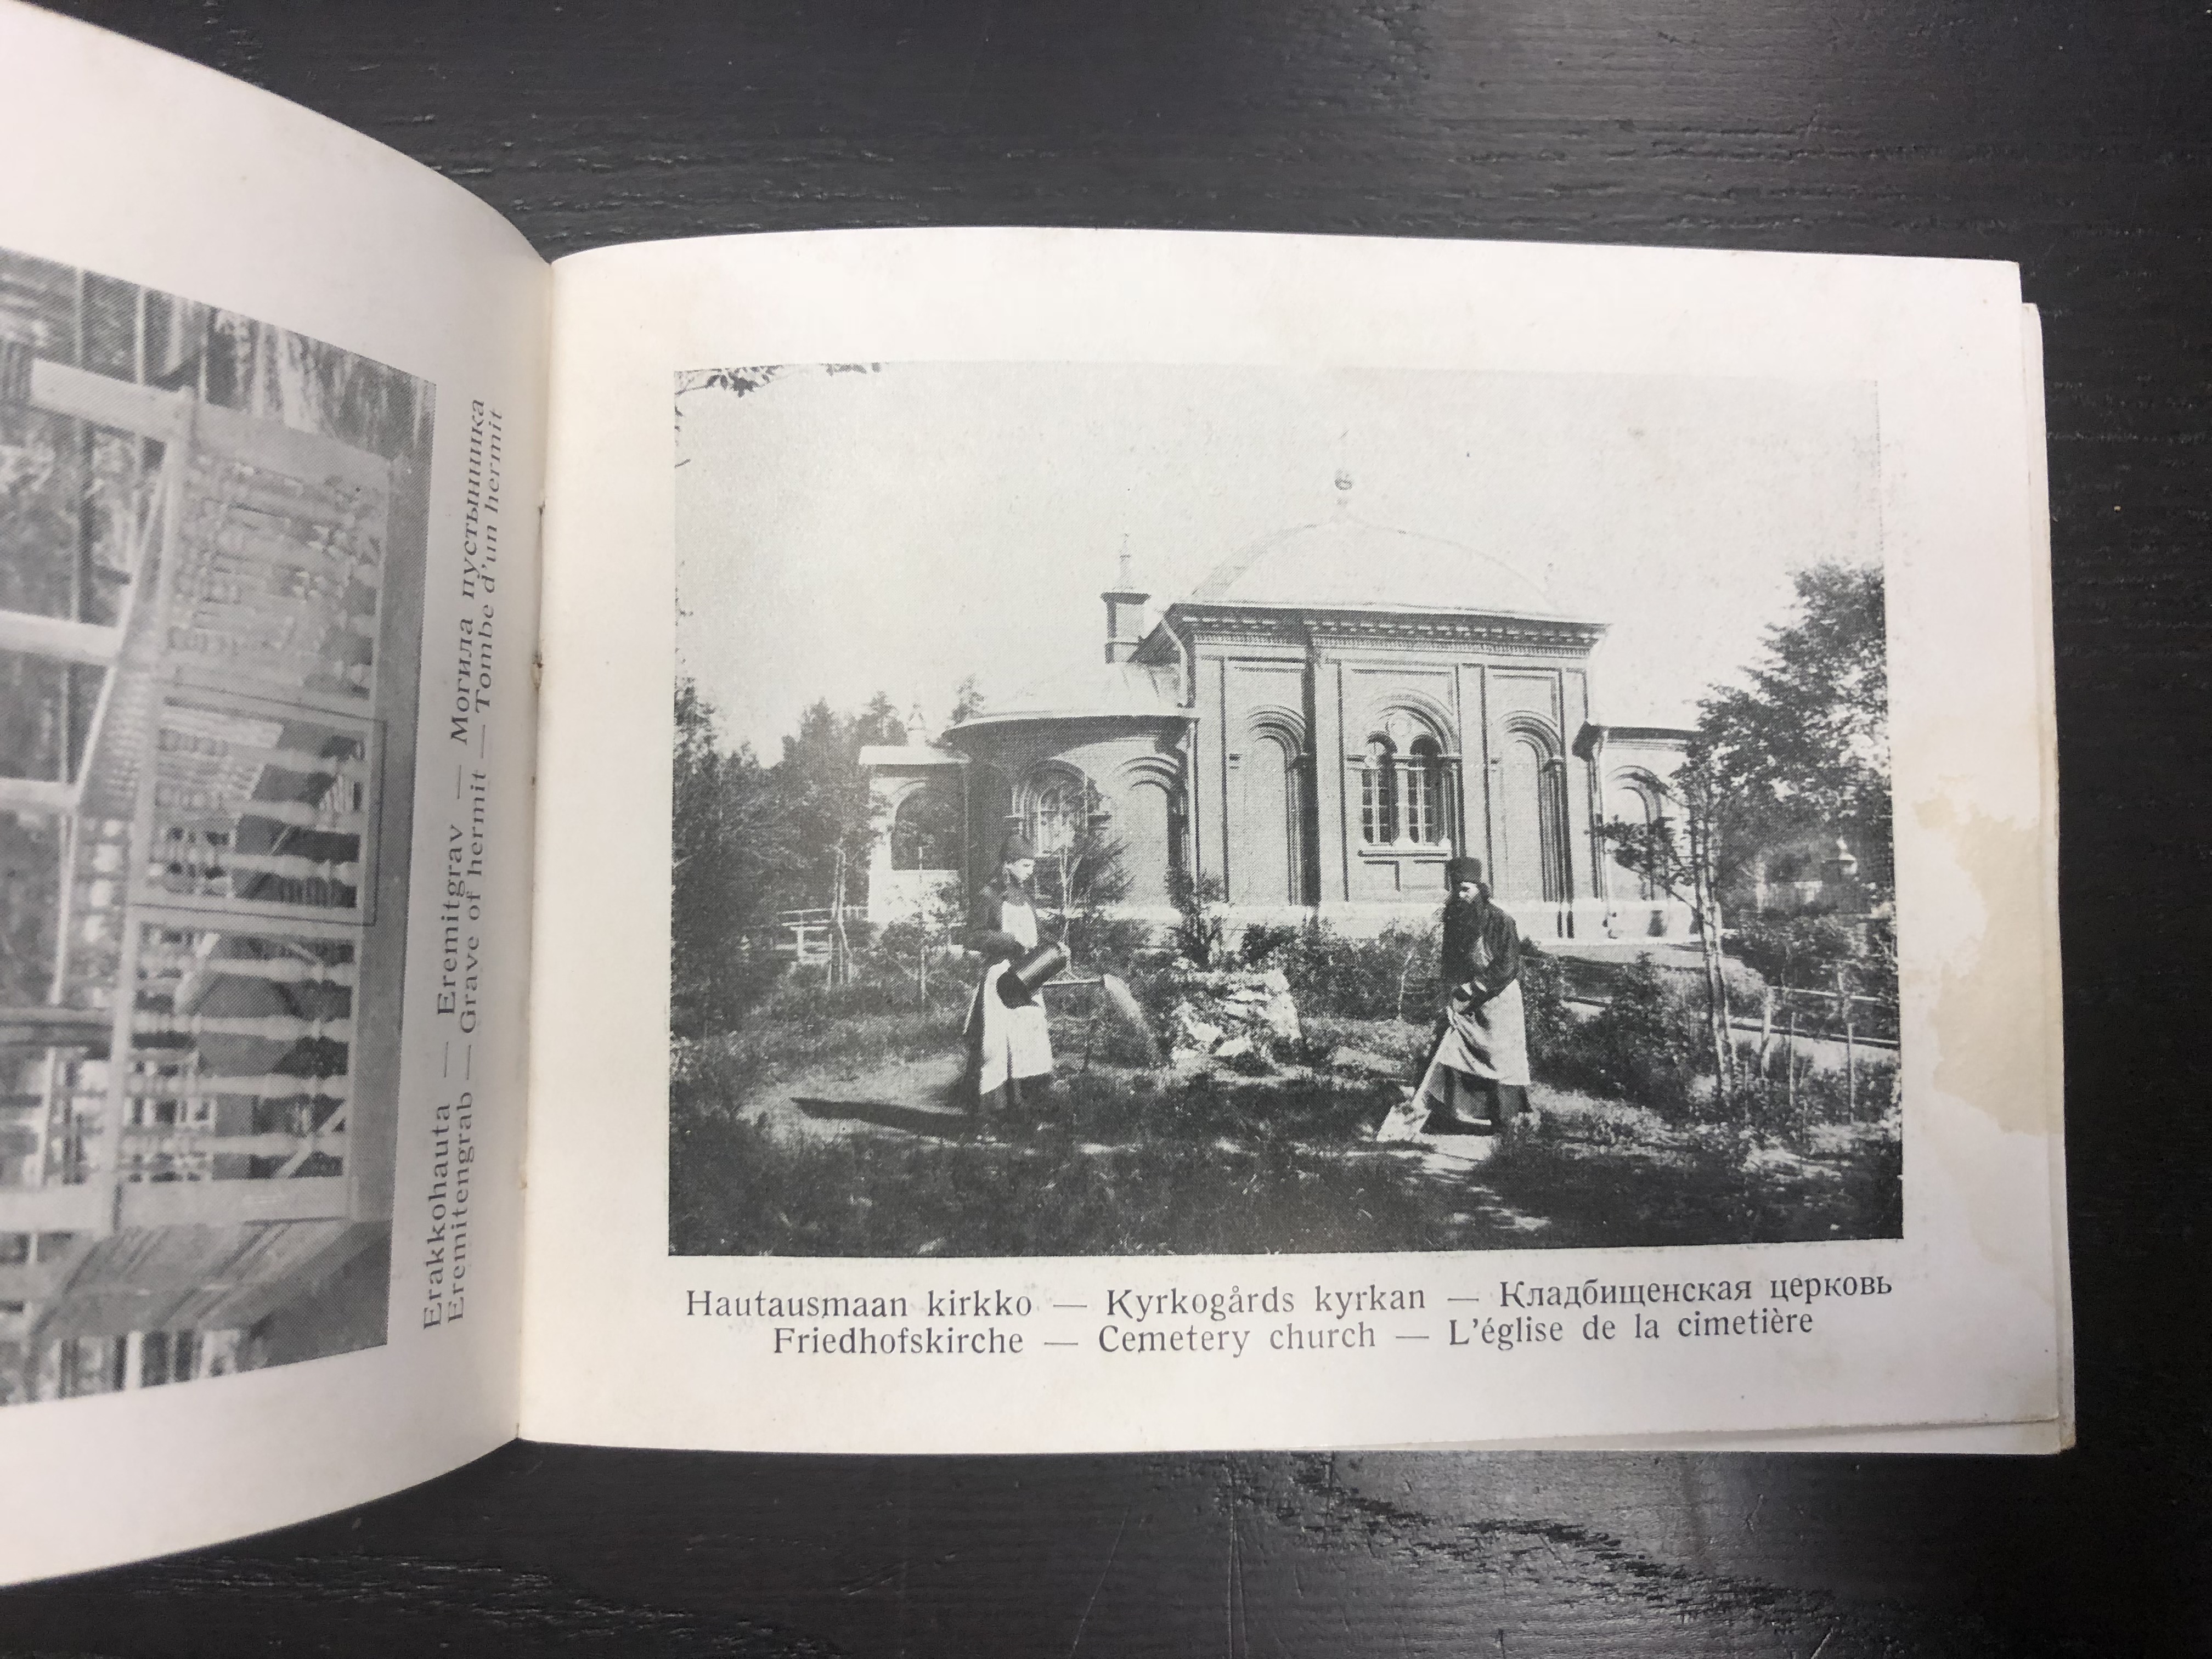 Erakkohauta — Eremitgrav — Могила пустынника
Eremitengrab — Grave of hermit — Tombe d'un hermit
Hautausmaan kirkko — Kyrkogårds kyrkan — Кладбищенская церковь
Friedhofskirche — Cemetery church — L'église de la cimetière